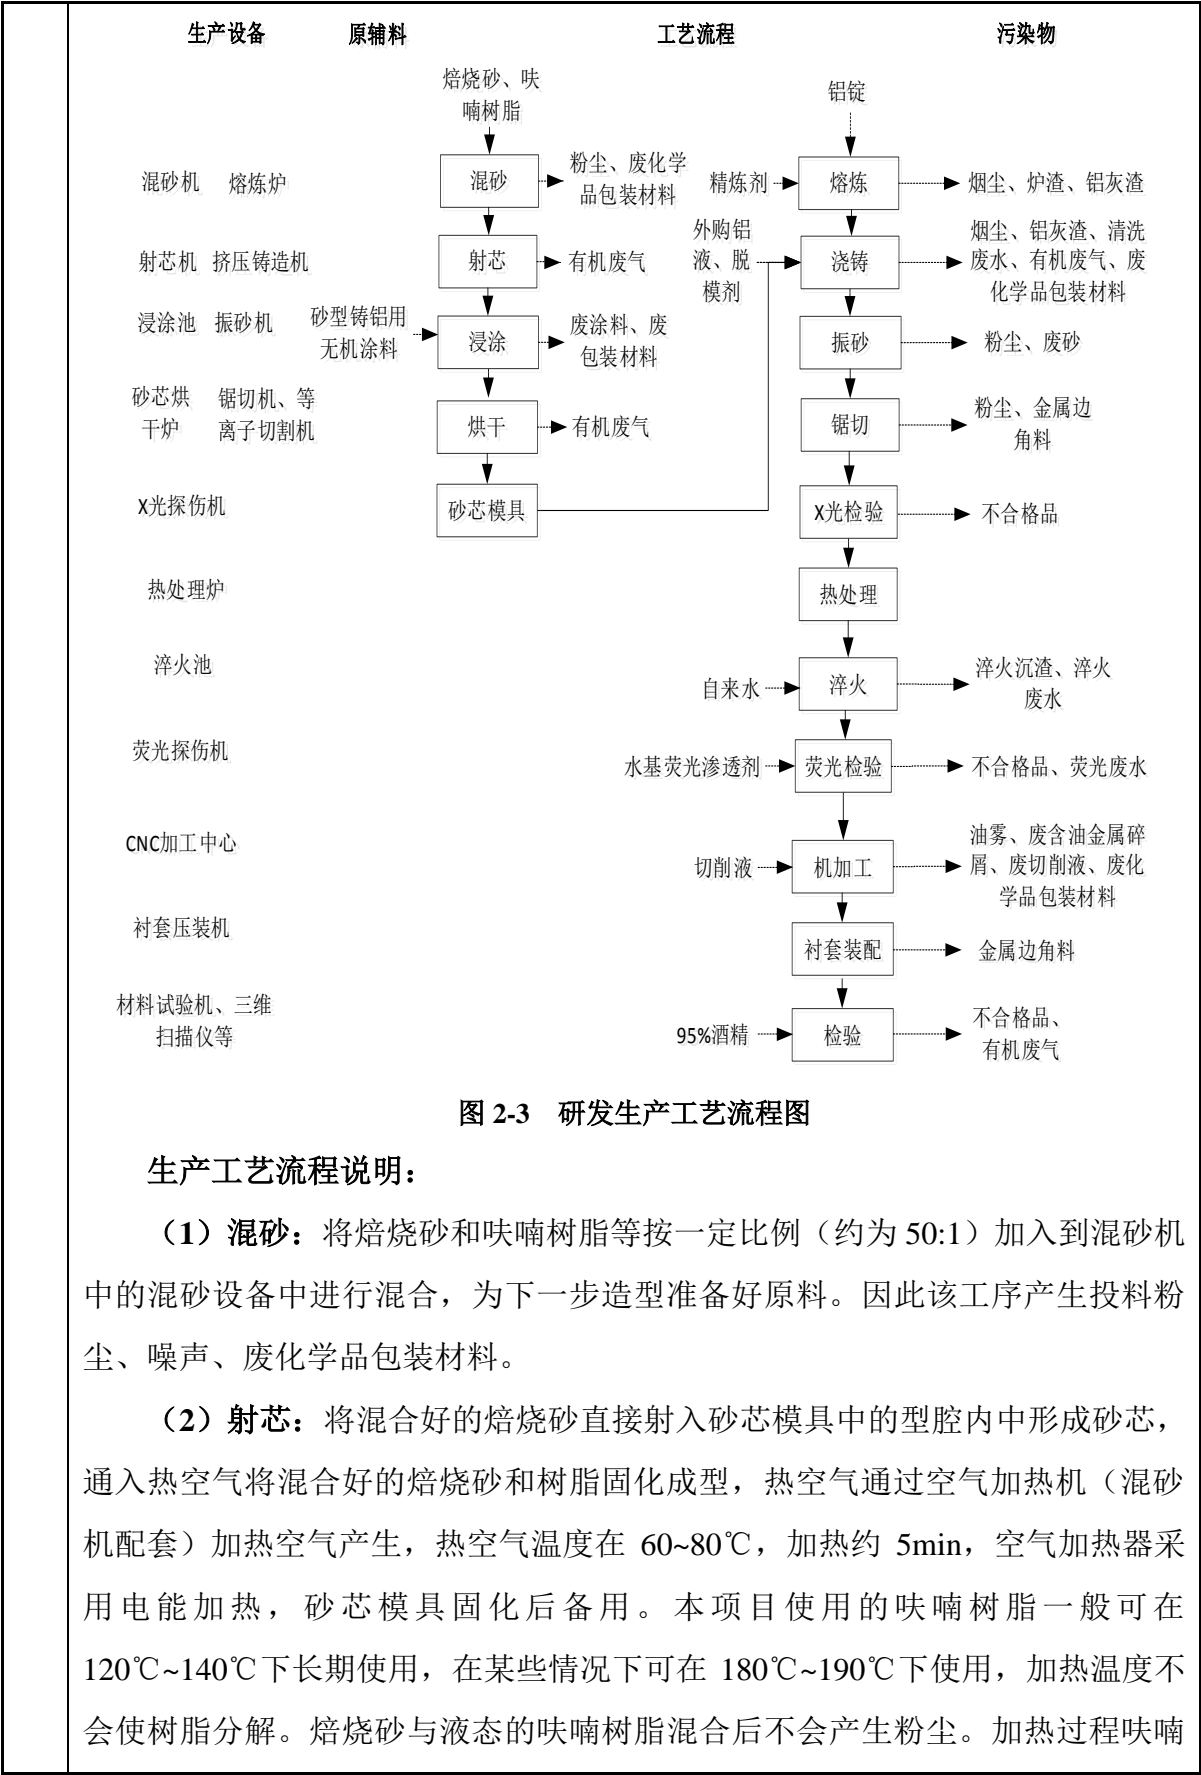 生产设备 原辅料 工艺流程 污染物
焙烧砂、呋
喃树脂
铝锭
混砂机 熔炼炉
混砂
粉尘、废化学
品包装材料
精炼剂
熔炼
烟尘、炉渣、铝灰渣
射芯机 挤压铸造机
射芯
有机废气
外购铝
液、脱
模剂
浇铸
烟尘、铝灰渣、清洗
废水、有机废气、废
化学品包装材料
浸涂池 振砂机
砂型铸铝用
无机涂料
浸涂
废涂料、废
包装材料
振砂
粉尘、废砂
砂芯烘
干炉
锯切机、等
离子切割机
烘干
有机废气
锯切
粉尘、金属边
角料
X光探伤机
砂芯模具
X光检验
不合格品
热处理炉
热处理
淬火池
自来水
淬火
淬火沉渣、淬火
废水
荧光探伤机
水基荧光渗透剂
荧光检验
不合格品、荧光废水
CNC加工中心
切削液
机加工
油雾、废含油金属碎
屑、废切削液、废化
学品包装材料
衬套压装机
衬套装配
金属边角料
材料试验机、三维
扫描仪等
95%酒精
检验
不合格品、
有机废气
图 2-3 研发生产工艺流程图
生产工艺流程说明：
（1）混砂：将焙烧砂和呋喃树脂等按一定比例（约为 50:1）加入到混砂机
中的混砂设备中进行混合，为下一步造型准备好原料。因此该工序产生投料粉
尘、噪声、废化学品包装材料。
（2）射芯：将混合好的焙烧砂直接射入砂芯模具中的型腔内中形成砂芯，
通入热空气将混合好的焙烧砂和树脂固化成型，热空气通过空气加热机（混砂
机配套）加热空气产生，热空气温度在 60~80℃，加热约 5min，空气加热器采
用电能加热，砂芯模具固化后备用。本项目使用的呋喃树脂一般可在
120℃~140℃下长期使用，在某些情况下可在 180℃~190℃下使用，加热温度不
会使树脂分解。焙烧砂与液态的呋喃树脂混合后不会产生粉尘。加热过程呋喃